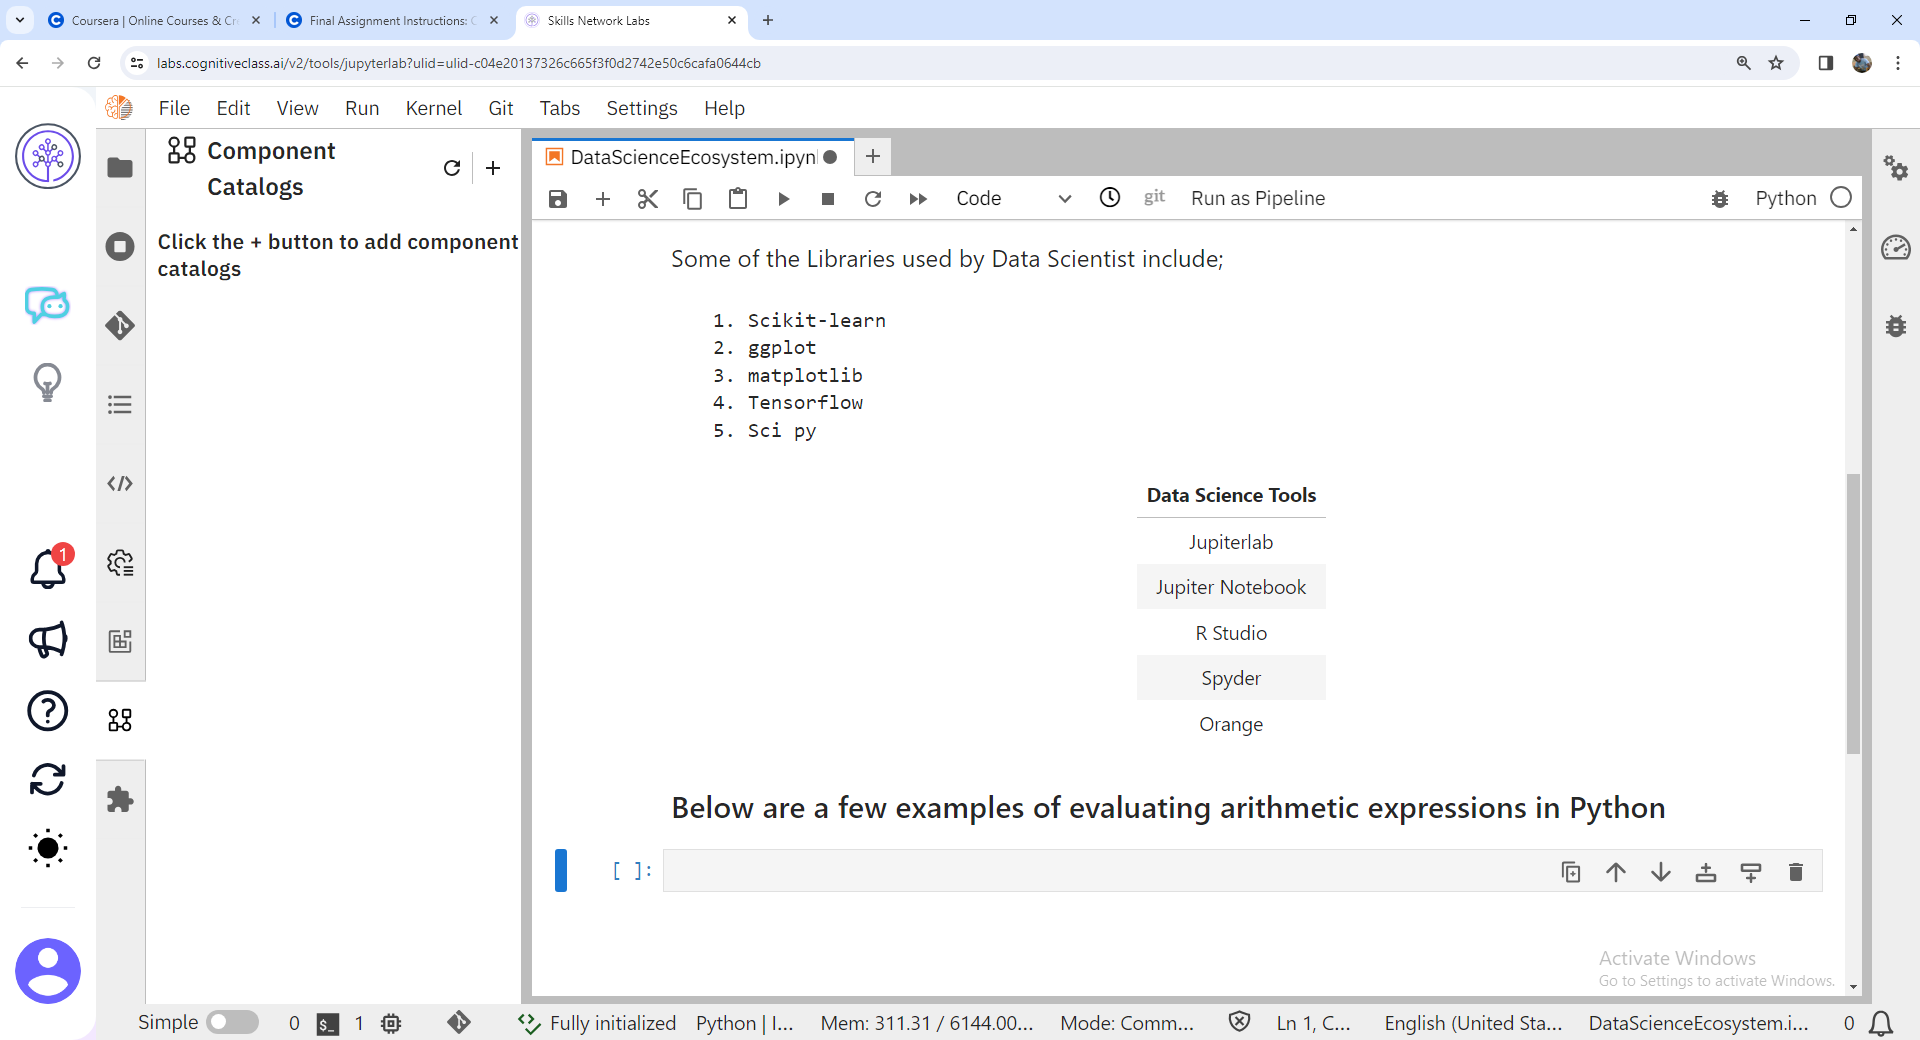 Coursera | Online Courses & Cr
Final Assignment Instructions: C
Skills Network Labs
labs.cognitiveclass.ai/v2/tools/jupyterlab?ulid=ulid-c04e20137326c665f3f0d2742e50c6cafa0644cb
File Edit View Run Kernel Git Tabs Settings Help
Component
Catalogs
Click the + button to add component
catalogs
DataScienceEcosystem.ipyn
Code
git
Run as Pipeline
Python
Some of the Libraries used by Data Scientist include;
1. Scikit-learn
2. ggplot
3. matplotlib
4. Tensorflow
5. Sci py
Data Science Tools
Jupiterlab
Jupiter Notebook
R Studio
Spyder
Orange
Below are a few examples of evaluating arithmetic expressions in Python
[ ]:
1
Activate Windows
Go to Settings to activate Windows.
Simple 0 $_ 1 Fully initialized Python | I... Mem: 311.31 / 6144.00... Mode: Comm... Ln 1, C... English (United Sta... DataScienceEcosystem.i... 0